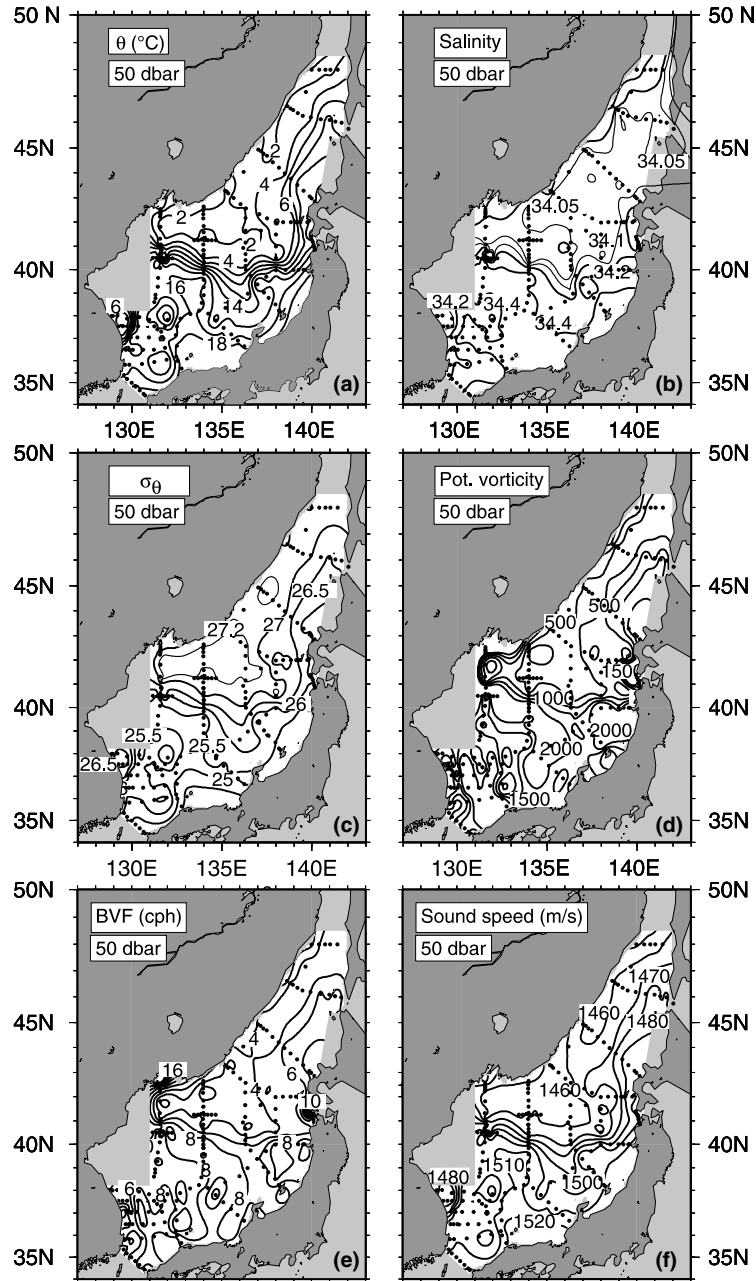 50 N
50 N
θ (°C)
Salinity
50 dbar
50 dbar
45N
45N
2
4
6
34.05
2
34.05
2
4
34.1
40N
40N
16
34.2
14
6
34.2
34.4
18
34.4
35N
(a)
(b)
35N
130E
135E
140E
130E
135E
140E
50N
50N
σθ
Pot. vorticity
50 dbar
50 dbar
45N
45N
26.5
500
27
27.2
500
150
40N
26
1000
40N
25.5
25.5
2000
2000
26.5
25
1500
35N
(c)
(d)
35N
130E
135E
140E
130E
135E
140E
50N
50N
BVF (cph)
Sound speed (m/s)
50 dbar
50 dbar
1470
45N
4
1460
1480
45N
16
6
4
1460
10
40N
8
8
40N
8
1510
6
8
8
1480
1500
1520
35N
(e)
(f)
35N
130E
135E
140E
130E
135E
140E